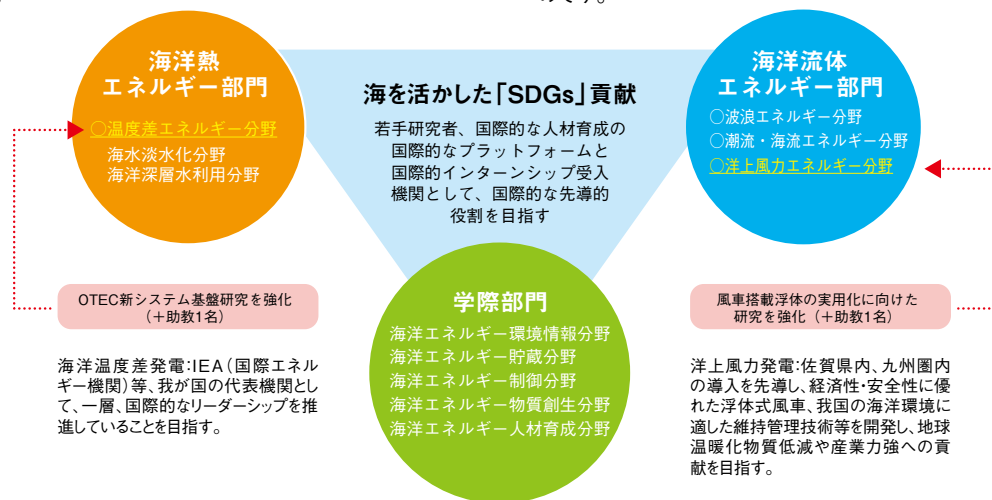 のです。
海洋熱
エネルギー部門
○温度差エネルギー分野
海水淡水化分野
海洋深層水利用分野
海を活かした「SDGs」貢献
若手研究者、国際的な人材育成の
国際的なプラットフォームと
国際的インターンシップ受入
機関として、国際的な先導的
役割を目指す
海洋流体
エネルギー部門
○波浪エネルギー分野
○潮流・海流エネルギー分野
○洋上風力エネルギー分野
学際部門
海洋エネルギー環境情報分野
海洋エネルギー貯蔵分野
海洋エネルギー制御分野
海洋エネルギー物質創生分野
海洋エネルギー人材育成分野
OTEC新システム基盤研究を強化
（＋助教1名）
海洋温度差発電:IEA（国際エネル
ギー機関）等、我が国の代表機関とし
て、一層、国際的なリーダーシップを推
進していることを目指す。
風車搭載浮体の実用化に向けた
研究を強化（＋助教1名）
洋上風力発電:佐賀県内、九州圏内
の導入を先導し、経済性・安全性に優
れた浮体式風車、我国の海洋環境に
適した維持管理技術等を開発し、地球
温暖化物質低減や産業力強への貢
献を目指す。